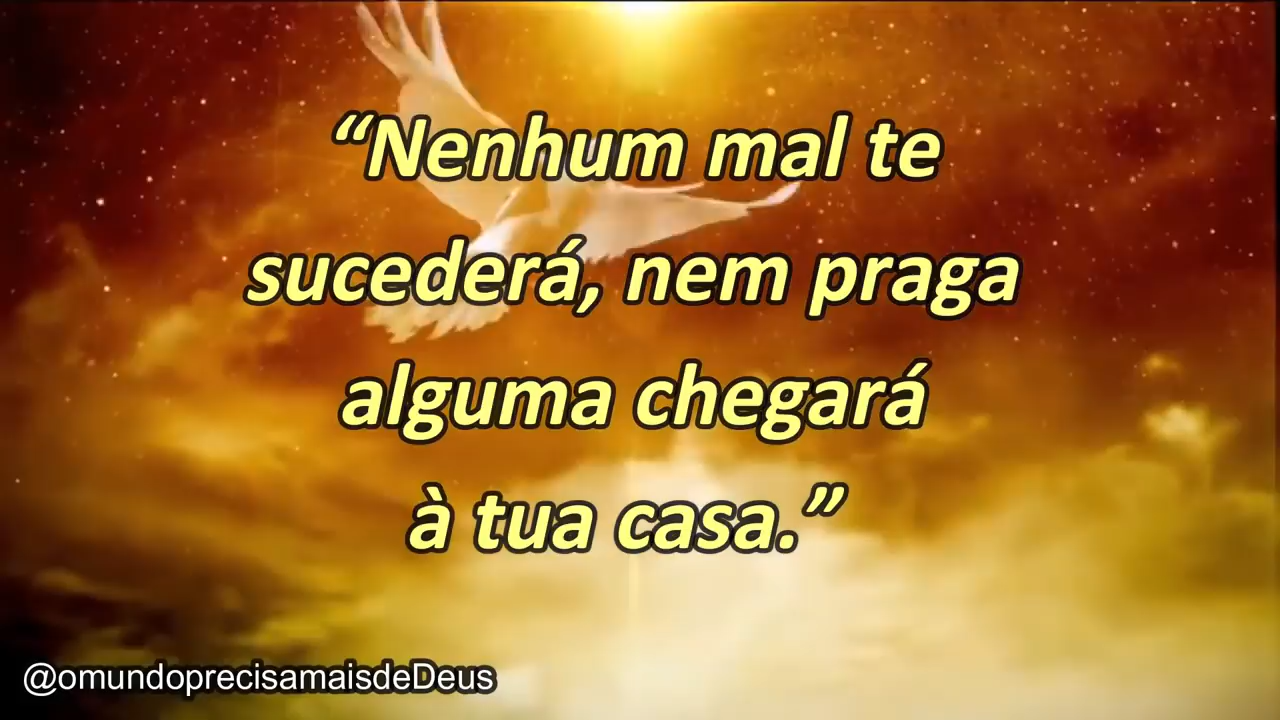 “Nenhum mal te
sucederá, nem praga
alguma chegará
à tua casa.”
@omundoprecisamaisdeDeus